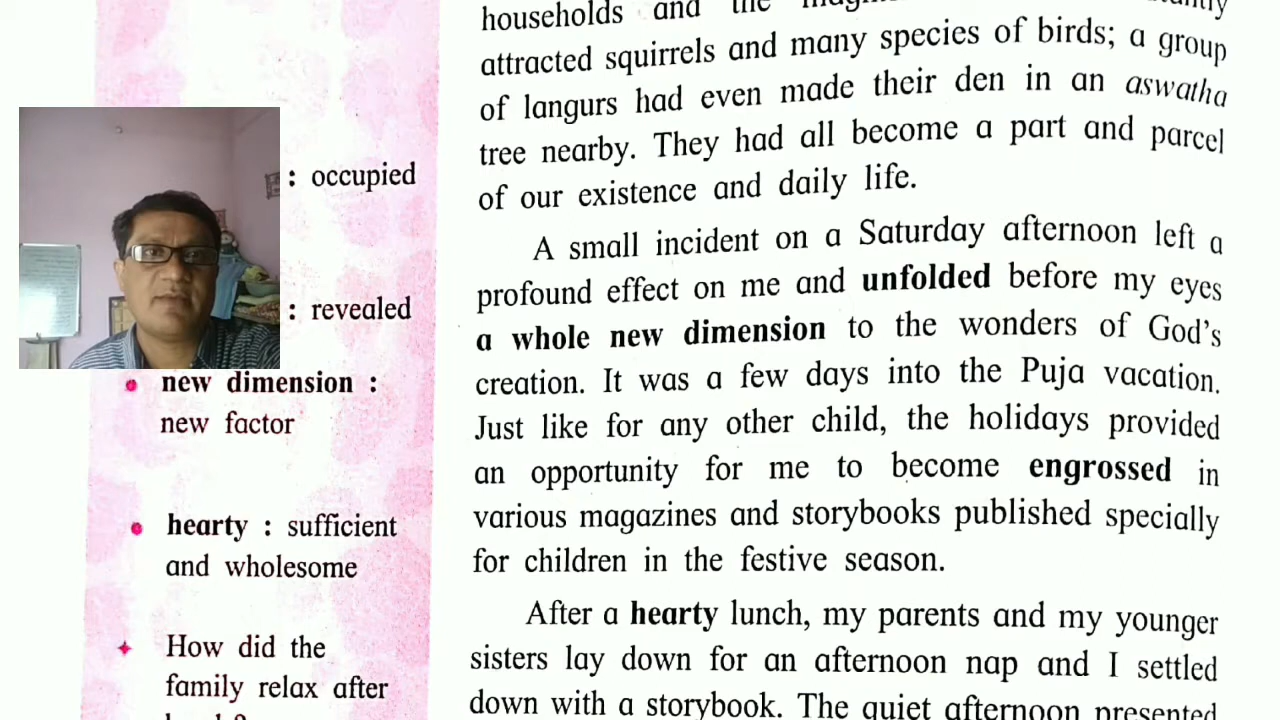 households and the
attracted squirrels and many species of birds; a group
of langurs had even made their den in an aswatha
tree nearby. They had all become a part and parcel
of our existence and daily life.
A small incident on a Saturday afternoon left a
profound effect on me and unfolded before my eyes
a whole new dimension to the wonders of God's
creation. It was a few days into the Puja vacation.
Just like for any other child, the holidays provided
an opportunity for me to become engrossed in
various magazines and storybooks published specially
for children in the festive season.
After a hearty lunch, my parents and my younger
sisters lay down for an afternoon nap and I settled
down with a storybook. The quiet afternoon presented
: occupied
: revealed
new dimension :
new factor
hearty : sufficient
and wholesome
How did the
family relax after